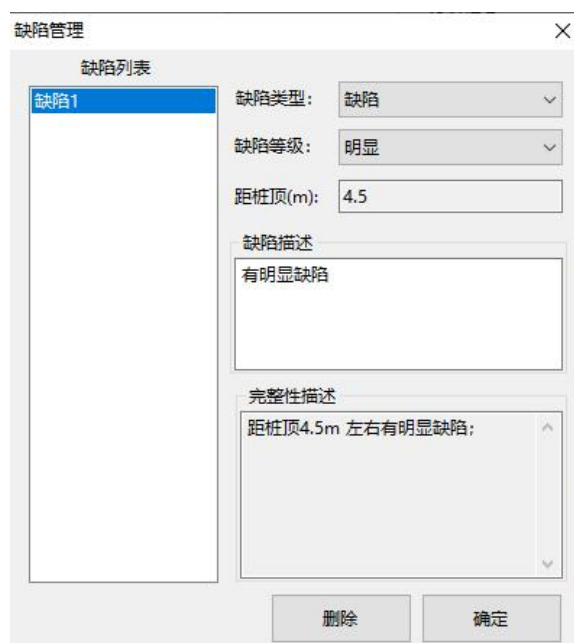 缺陷管理
缺陷列表
缺陷1
缺陷类型：
缺陷
缺陷等级：
明显
距桩顶(m):
4.5
缺陷描述
有明显缺陷
完整性描述
距桩顶4.5m 左右有明显缺陷；
删除
确定